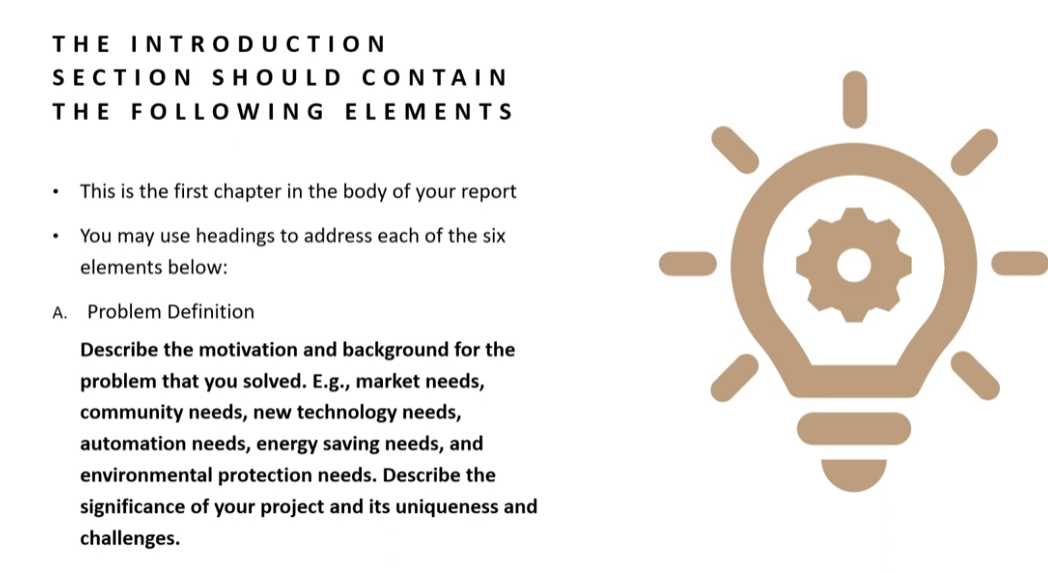 THE INTRODUCTION
SECTION SHOULD CONTAIN
THE FOLLOWING ELEMENTS
• This is the first chapter in the body of your report
• You may use headings to address each of the six
elements below:
A. Problem Definition
Describe the motivation and background for the
problem that you solved. E.g., market needs,
community needs, new technology needs,
automation needs, energy saving needs, and
environmental protection needs. Describe the
significance of your project and its uniqueness and
challenges.